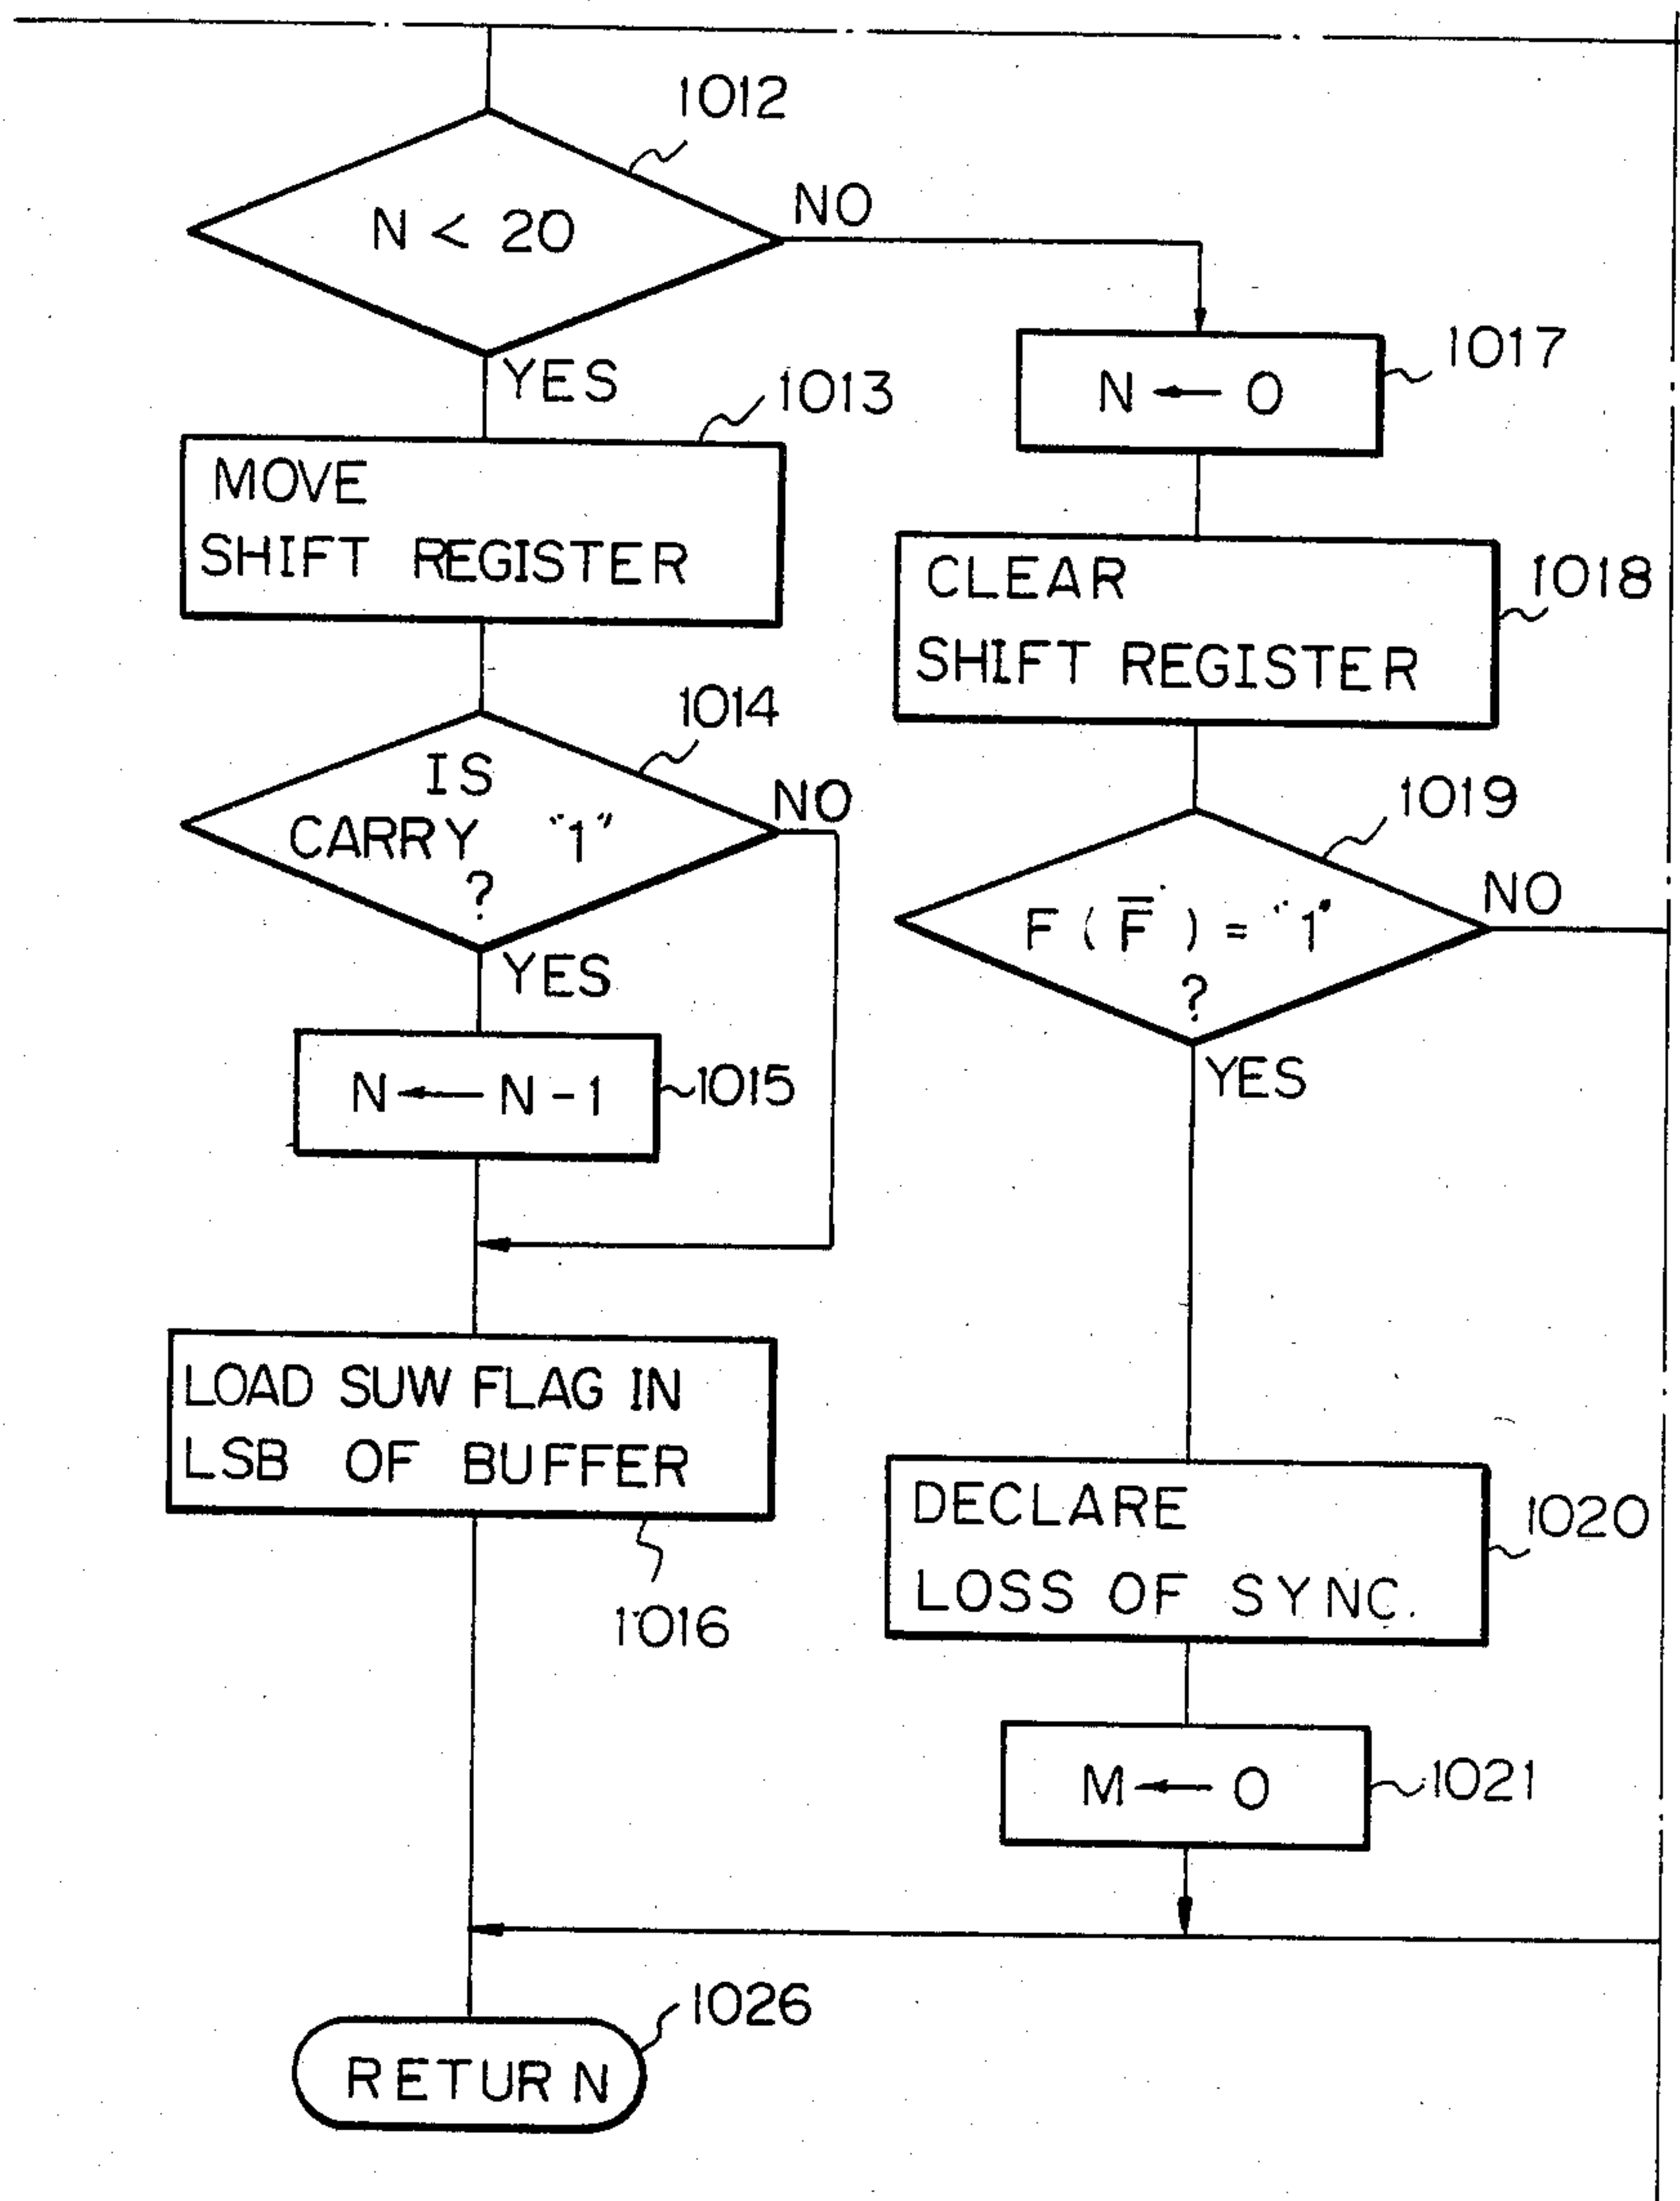 1012
N < 20
NO
YES
1013
MOVE
SHIFT REGISTER
1014
IS
CARRY "1"
?
NO
YES
N ← N - 1
1015
LOAD SUW FLAG IN
LSB OF BUFFER
1016
1017
N ← 0
CLEAR
SHIFT REGISTER
1018
1019
F ( F̅ ) = "1"
?
NO
YES
DECLARE
LOSS OF SYNC.
1020
M ← 0
1021
1026
RETURN